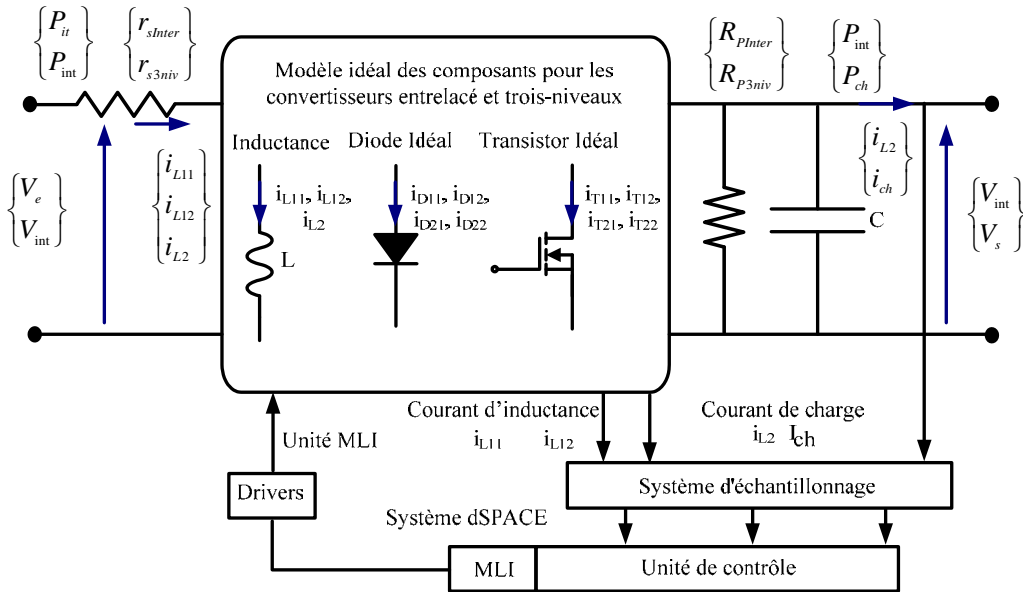 P_it
P_int
r_sInter
r_s3niv
R_PInter
R_P3niv
P_int
P_ch
Modèle idéal des composants pour les
convertisseurs entrelacé et trois-niveaux
Inductance
Diode Idéal
Transistor Idéal
V_e
V_int
i_L11
i_L12
i_L2
i_L11, i_L12,
i_L2
L
i_D11, i_D12,
i_D21, i_D22
i_T11, i_T12,
i_T21, i_T22
C
i_L2
i_ch
V_int
V_s
Courant d'inductance
i_L11 i_L12
Courant de charge
i_L2 I_ch
Unité MLI
Drivers
Système d'échantillonnage
Système dSPACE
MLI
Unité de contrôle